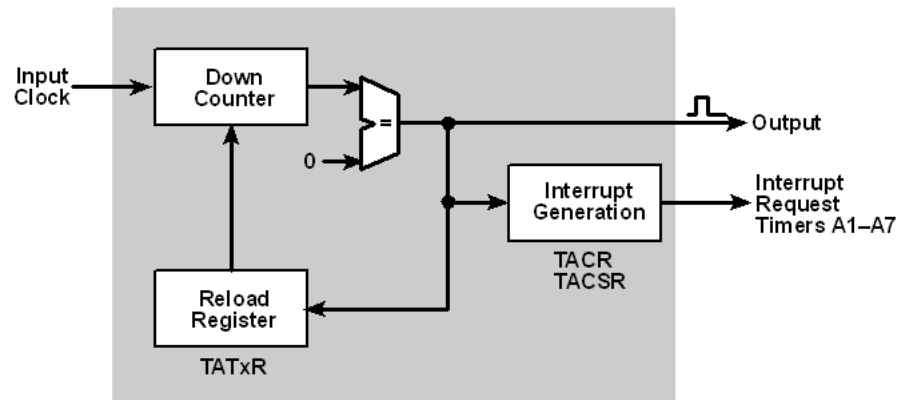 Input
Clock
Down
Counter
=
0
Output
Interrupt
Generation
Interrupt
Request
Timers A1–A7
TACR
TACSR
Reload
Register
TATxR